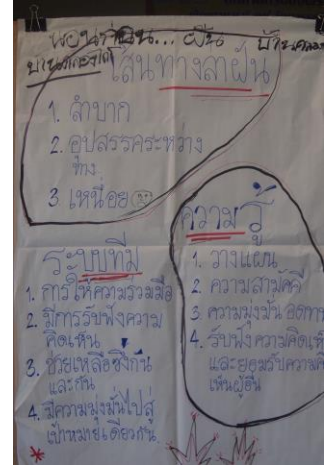 เส้นทางล่าฝัน
1. ลำบาก
2. อุปสรรคระหว่าง
ทาง
3. เหนื่อย
ความรู้
1. วางแผน
2. ความสามัคคี
3. ความมุ่งมั่น อดทน
4. รับฟังความคิดเห็น
และยอมรับความคิด
เห็นผู้อื่น
ระบบทีม
1. การให้ความร่วมมือ
2. มีการรับฟังความ
คิดเห็น
3. ช่วยเหลือซึ่งกัน
และกัน
4. มีความมุ่งมั่นไปสู่
เป้าหมายเดียวกัน